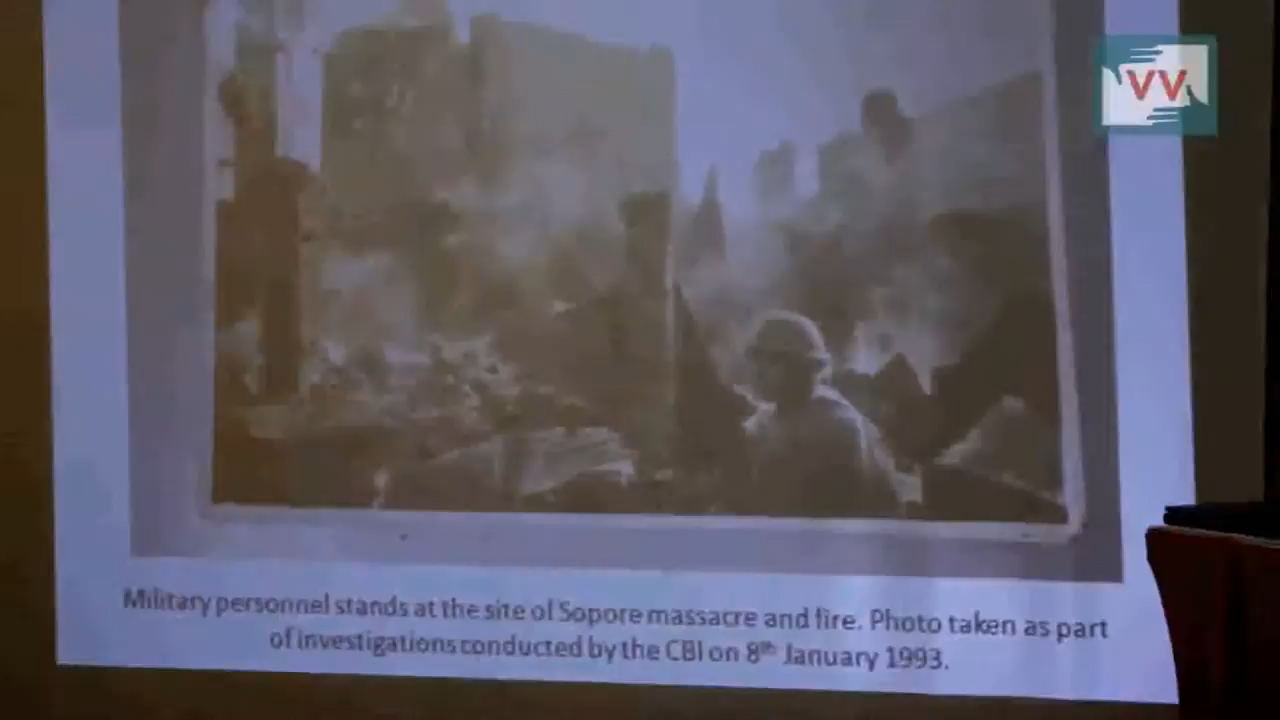 VV
Military personnel stands at the site of Sopore massacre and fire. Photo taken as part
of investigations conducted by the CBI on 8th January 1993.